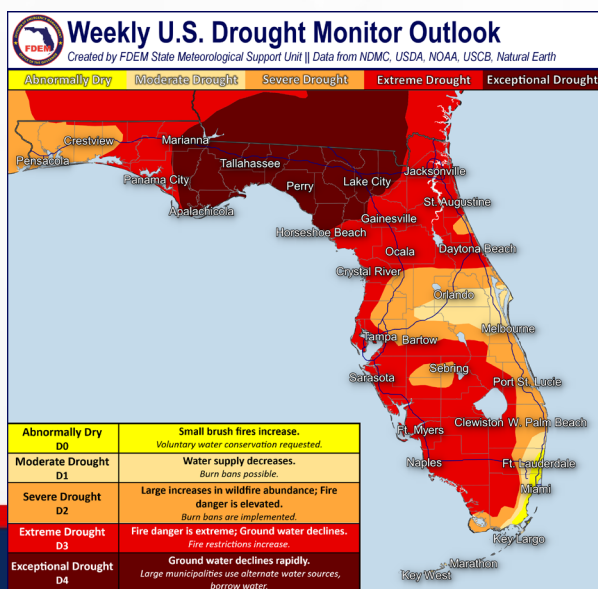 Weekly U.S. Drought Monitor Outlook
FDEM
Created by FDEM State Meteorological Support Unit || Data from NDMC, USDA, NOAA, USCB, Natural Earth
Abnormally Dry Moderate Drought Severe Drought Extreme Drought Exceptional Drought
Crestview
Marianna
Pensacola
Tallahassee
Panama City
Perry
Lake City
Jacksonville
Apalachicola
St. Augustine
Gainesville
Horseshoe Beach
Ocala
Daytona Beach
Crystal River
Orlando
Melbourne
Tampa
Bartow
Sebring
Sarasota
Port St. Lucie
Clewiston
W. Palm Beach
Ft. Myers
Naples
Ft. Lauderdale
Miami
Key Largo
Marathon
Key West
Abnormally Dry
D0
Small brush fires increase.
Voluntary water conservation requested.
Moderate Drought
D1
Water supply decreases.
Burn bans possible.
Severe Drought
D2
Large increases in wildfire abundance; Fire
danger is elevated.
Burn bans are implemented.
Extreme Drought
D3
Fire danger is extreme; Ground water declines.
Fire restrictions increase.
Exceptional Drought
D4
Ground water declines rapidly.
Large municipalities use alternate water sources,
borrow water.